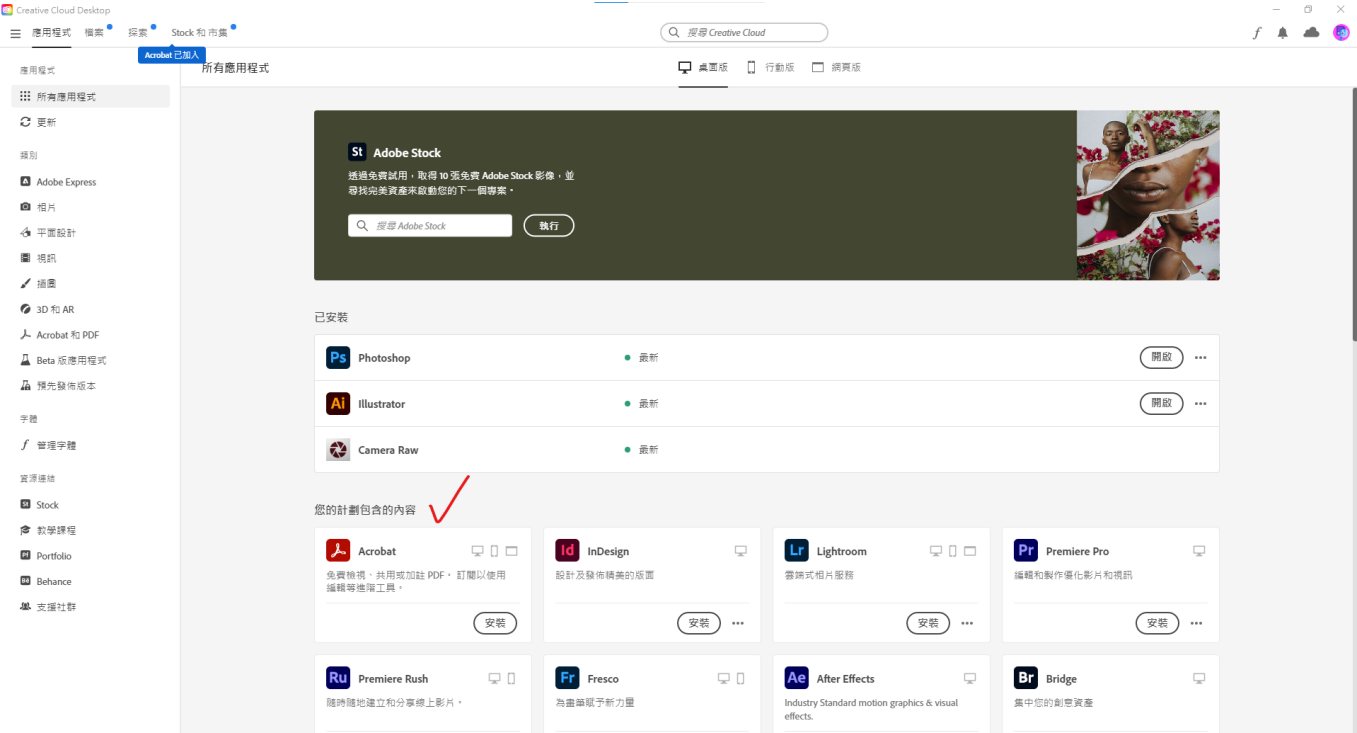 Creative Cloud Desktop
應用程式
檔案
探索
Stock 和 市集
搜尋 Creative Cloud
Acrobat 已加入
應用程式
所有應用程式
更新
類別
Adobe Express
相片
平面設計
視訊
插圖
3D 和 AR
Acrobat 和 PDF
Beta 版應用程式
預先發佈版本
字體
管理字體
資源連結
St Stock
教學課程
Portfolio
Bē Behance
支援社群
所有應用程式
桌面版
行動版
網頁版
St Adobe Stock
透過免費試用，取得 10 張免費 Adobe Stock 影像，並
尋找完美資產來啟動您的下一個專案。
搜尋 Adobe Stock
執行
已安裝
Ps Photoshop
最新
開啟
Ai Illustrator
最新
開啟
Camera Raw
最新
您的計劃包含的內容
Acrobat
免費檢視、共用或加註 PDF。 訂閱以使用
編輯等進階工具。
安裝
Id InDesign
設計及發佈精美的版面
安裝
Lr Lightroom
雲端式相片服務
安裝
Pr Premiere Pro
編輯和製作優化影片和視訊
安裝
Ru Premiere Rush
隨時隨地建立和分享線上影片。
Fr Fresco
為畫筆賦予新力量
Ae After Effects
Industry Standard motion graphics & visual
effects.
Br Bridge
集中您的創意資產